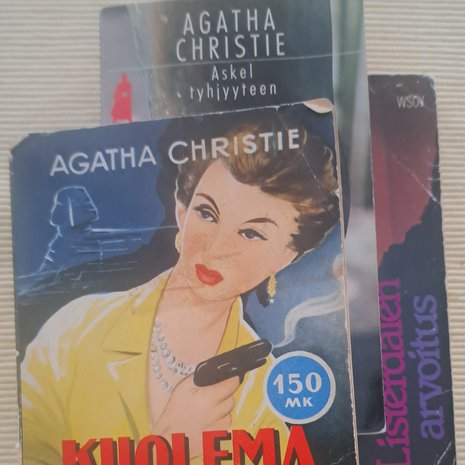 AGATHA
CHRISTIE
Askel
tyhjyyteen
WSOY
AGATHA CHRISTIE
150
MK
KUOLEMA
Listerdalen
arvoitus